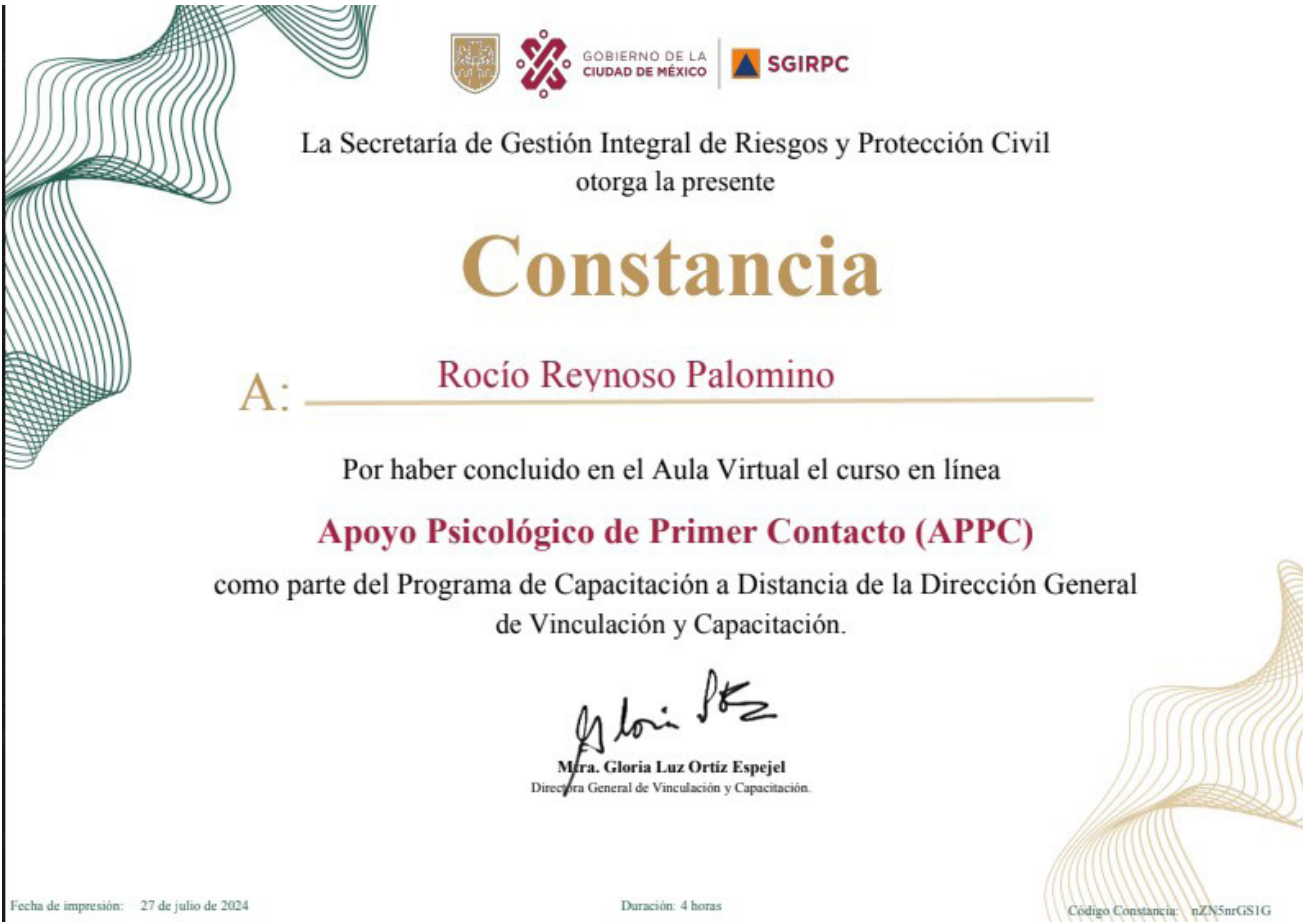 GOBIERNO DE LA
CIUDAD DE MÉXICO
SGIRPC
La Secretaría de Gestión Integral de Riesgos y Protección Civil
otorga la presente
Constancia
A: Rocío Reynoso Palomino
Por haber concluido en el Aula Virtual el curso en línea
Apoyo Psicológico de Primer Contacto (APPC)
como parte del Programa de Capacitación a Distancia de la Dirección General
de Vinculación y Capacitación.
Mtra. Gloria Luz Ortíz Espejel
Directora General de Vinculación y Capacitación.
Fecha de impresión: 27 de julio de 2024
Duración: 4 horas
Código Constancia: nZN5nrGS1G